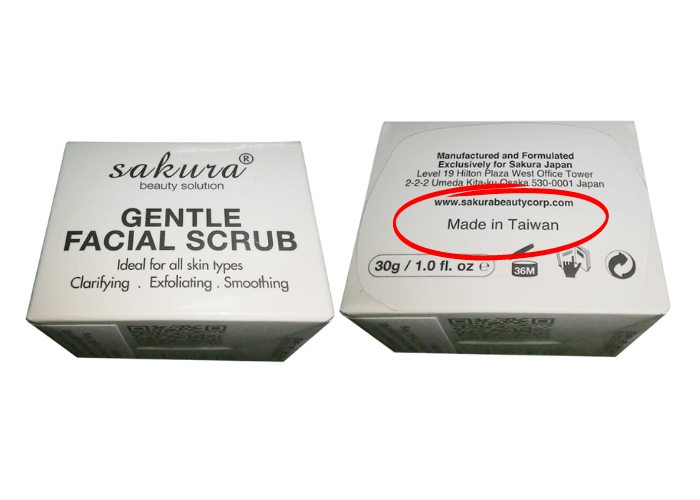 sakura®
beauty solution
GENTLE
FACIAL SCRUB
Ideal for all skin types
Clarifying . Exfoliating . Smoothing
Manufactured and Formulated
Exclusively for Sakura Japan
Level 19 Hilton Plaza West Office Tower
2-2-2 Umeda Kita-ku Osaka 530-0001 Japan
www.sakurabeautycorp.com
Made in Taiwan
30g / 1.0 fl. oz ℮
36M